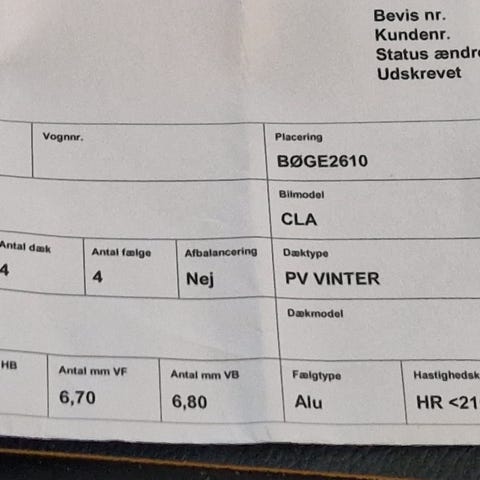 Bevis nr.
Kundenr.
Status ændre
Udskrevet
Vognnr.
Placering
BØGE2610
Bilmodel
CLA
Antal dæk
Antal fælge
Afbalancering
Dæktype
4
4
Nej
PV VINTER
Dækmodel
HB
Antal mm VF
Antal mm VB
Fælgtype
Hastighedsk
6,70
6,80
Alu
HR <21